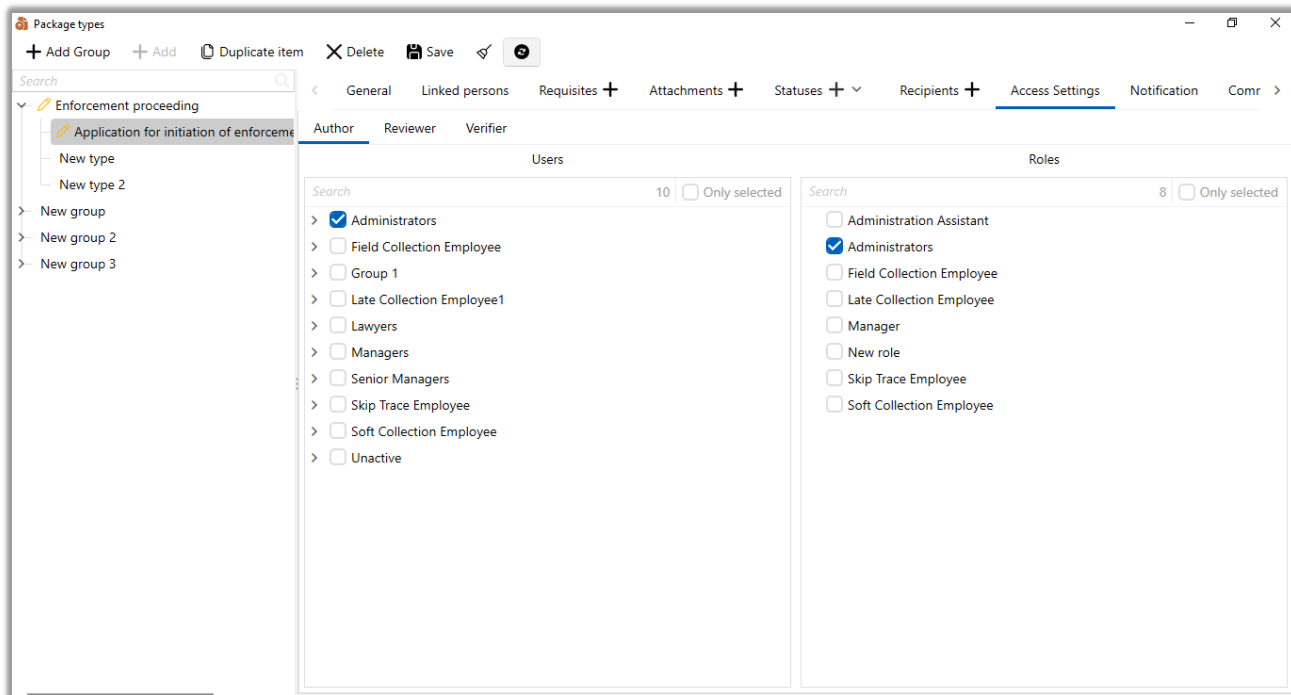 Package types
Add Group Add Duplicate item Delete Save
Search
Enforcement proceeding
Application for initiation of enforceme
New type
New type 2
New group
New group 2
New group 3
General Linked persons Requisites Attachments Statuses Recipients Access Settings Notification Comr
Author Reviewer Verifier
Users
Search 10 Only selected
Administrators
Field Collection Employee
Group 1
Late Collection Employee1
Lawyers
Managers
Senior Managers
Skip Trace Employee
Soft Collection Employee
Unactive
Roles
Search 8 Only selected
Administration Assistant
Administrators
Field Collection Employee
Late Collection Employee
Manager
New role
Skip Trace Employee
Soft Collection Employee